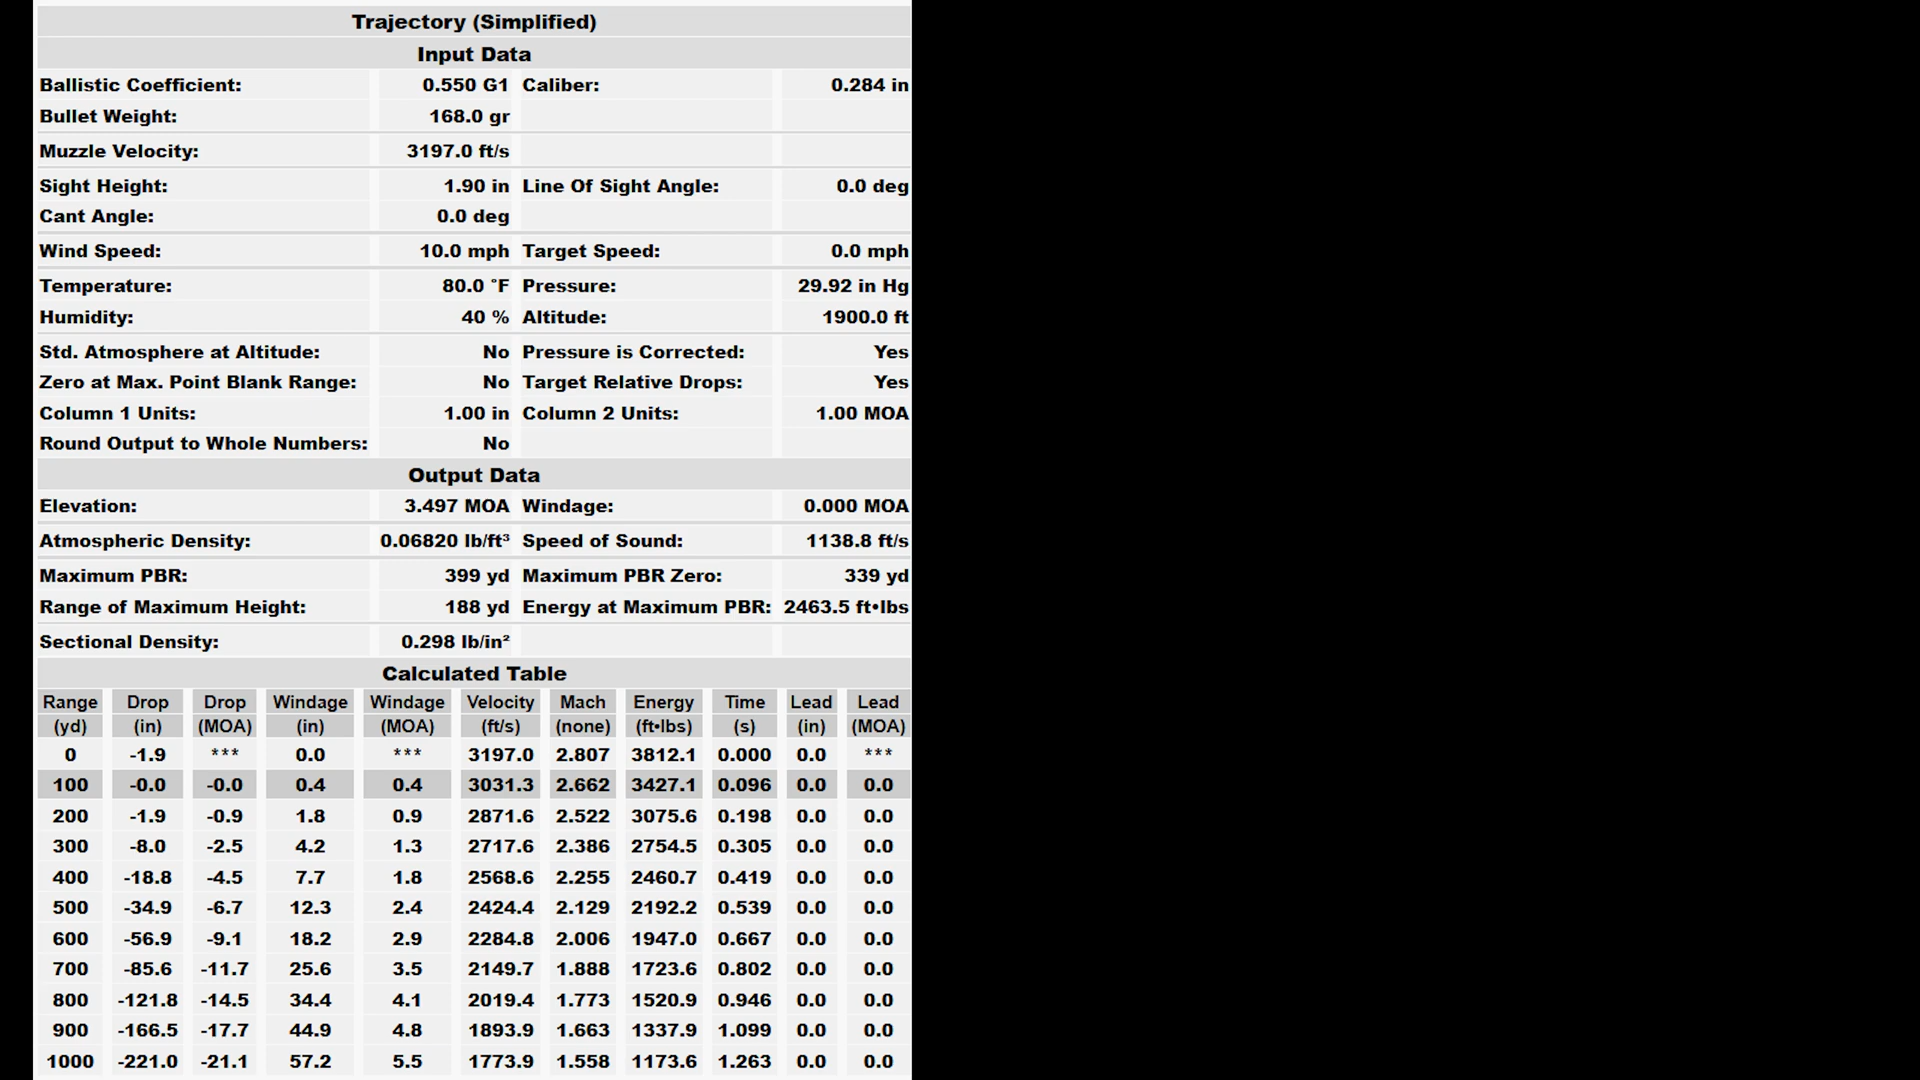 Trajectory (Simplified)
Input Data
Ballistic Coefficient: 0.550 G1 Caliber: 0.284 in
Bullet Weight: 168.0 gr
Muzzle Velocity: 3197.0 ft/s
Sight Height: 1.90 in Line Of Sight Angle: 0.0 deg
Cant Angle: 0.0 deg
Wind Speed: 10.0 mph Target Speed: 0.0 mph
Temperature: 80.0 °F Pressure: 29.92 in Hg
Humidity: 40 % Altitude: 1900.0 ft
Std. Atmosphere at Altitude: No Pressure is Corrected: Yes
Zero at Max. Point Blank Range: No Target Relative Drops: Yes
Column 1 Units: 1.00 in Column 2 Units: 1.00 MOA
Round Output to Whole Numbers: No
Output Data
Elevation: 3.497 MOA Windage: 0.000 MOA
Atmospheric Density: 0.06820 lb/ft³ Speed of Sound: 1138.8 ft/s
Maximum PBR: 399 yd Maximum PBR Zero: 339 yd
Range of Maximum Height: 188 yd Energy at Maximum PBR: 2463.5 ft•lbs
Sectional Density: 0.298 lb/in²
Calculated Table
Range Drop Drop Windage Windage Velocity Mach Energy Time Lead Lead
(yd) (in) (MOA) (in) (MOA) (ft/s) (none) (ft•lbs) (s) (in) (MOA)
0 -1.9 *** 0.0 *** 3197.0 2.807 3812.1 0.000 0.0 ***
100 -0.0 -0.0 0.4 0.4 3031.3 2.662 3427.1 0.096 0.0 0.0
200 -1.9 -0.9 1.8 0.9 2871.6 2.522 3075.6 0.198 0.0 0.0
300 -8.0 -2.5 4.2 1.3 2717.6 2.386 2754.5 0.305 0.0 0.0
400 -18.8 -4.5 7.7 1.8 2568.6 2.255 2460.7 0.419 0.0 0.0
500 -34.9 -6.7 12.3 2.4 2424.4 2.129 2192.2 0.539 0.0 0.0
600 -56.9 -9.1 18.2 2.9 2284.8 2.006 1947.0 0.667 0.0 0.0
700 -85.6 -11.7 25.6 3.5 2149.7 1.888 1723.6 0.802 0.0 0.0
800 -121.8 -14.5 34.4 4.1 2019.4 1.773 1520.9 0.946 0.0 0.0
900 -166.5 -17.7 44.9 4.8 1893.9 1.663 1337.9 1.099 0.0 0.0
1000 -221.0 -21.1 57.2 5.5 1773.9 1.558 1173.6 1.263 0.0 0.0